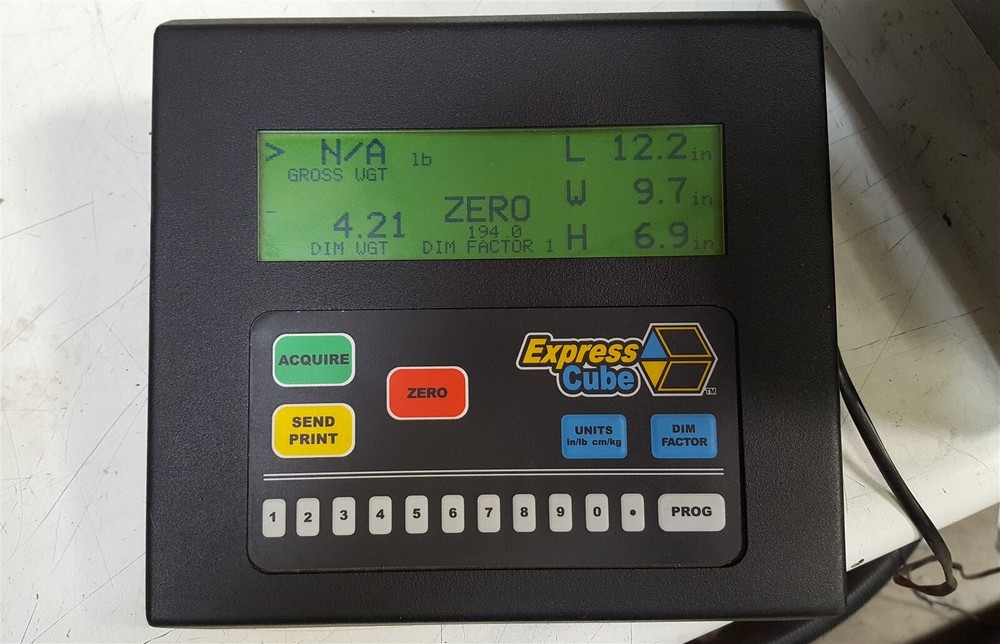 > N/A lb
GROSS WGT
L 12.2 in
W 9.7 in
H 6.9 in
ZERO
- 4.21
194.0
DIM WGT
DIM FACTOR 1
ACQUIRE
SEND
PRINT
ZERO
Express
Cube
TM
UNITS
in/lb cm/kg
DIM
FACTOR
1 2 3 4 5 6 7 8 9 0 • PROG